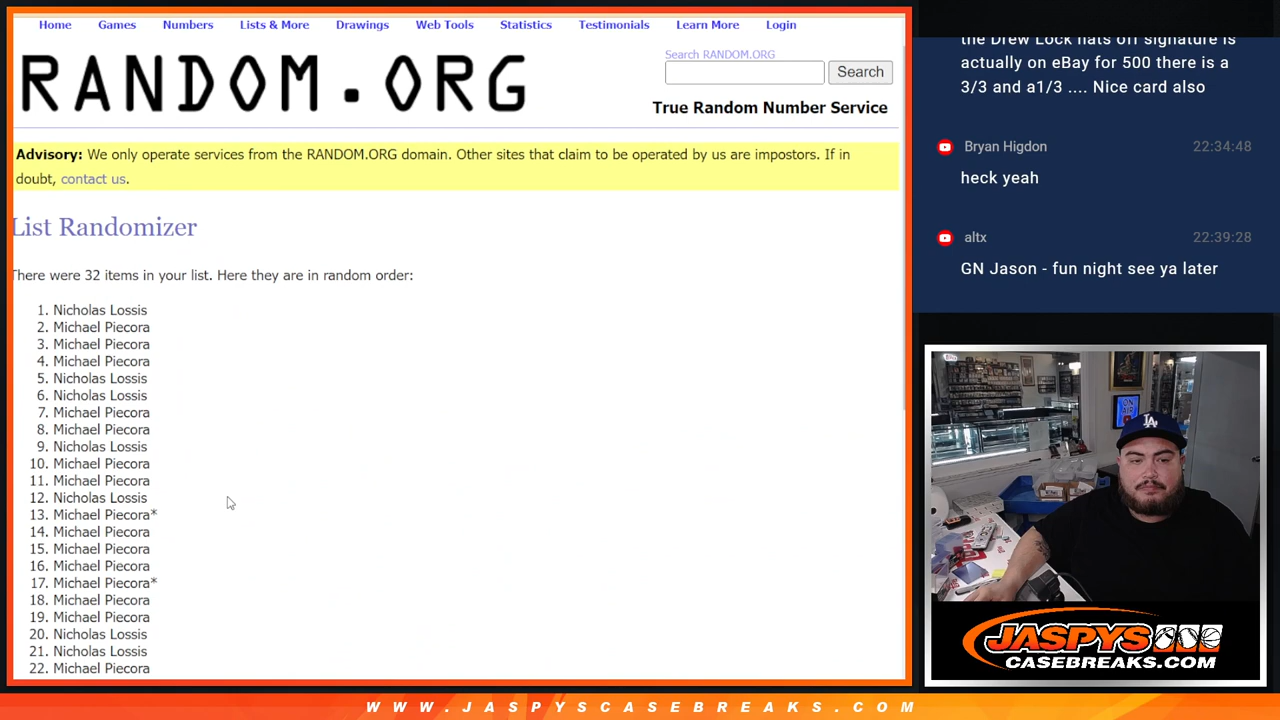 Home Games Numbers Lists & More Drawings Web Tools Statistics Testimonials Learn More Login
RANDOM.ORG
Search RANDOM.ORG
Search
True Random Number Service
Advisory: We only operate services from the RANDOM.ORG domain. Other sites that claim to be operated by us are impostors. If in
doubt, contact us.
List Randomizer
There were 32 items in your list. Here they are in random order:
1. Nicholas Lossis
2. Michael Piecora
3. Michael Piecora
4. Michael Piecora
5. Nicholas Lossis
6. Nicholas Lossis
7. Michael Piecora
8. Michael Piecora
9. Nicholas Lossis
10. Michael Piecora
11. Michael Piecora
12. Nicholas Lossis
13. Michael Piecora*
14. Michael Piecora
15. Michael Piecora
16. Michael Piecora
17. Michael Piecora*
18. Michael Piecora
19. Michael Piecora
20. Nicholas Lossis
21. Nicholas Lossis
22. Michael Piecora
the Drew Lock hats off signature is
actually on eBay for 500 there is a
3/3 and a1/3 .... Nice card also
Bryan Higdon 22:34:48
heck yeah
altx 22:39:28
GN Jason - fun night see ya later
ON
AIR
LA
JASPYS
CASEBREAKS.COM
WWW.JASPYSCASEBREAKS.COM